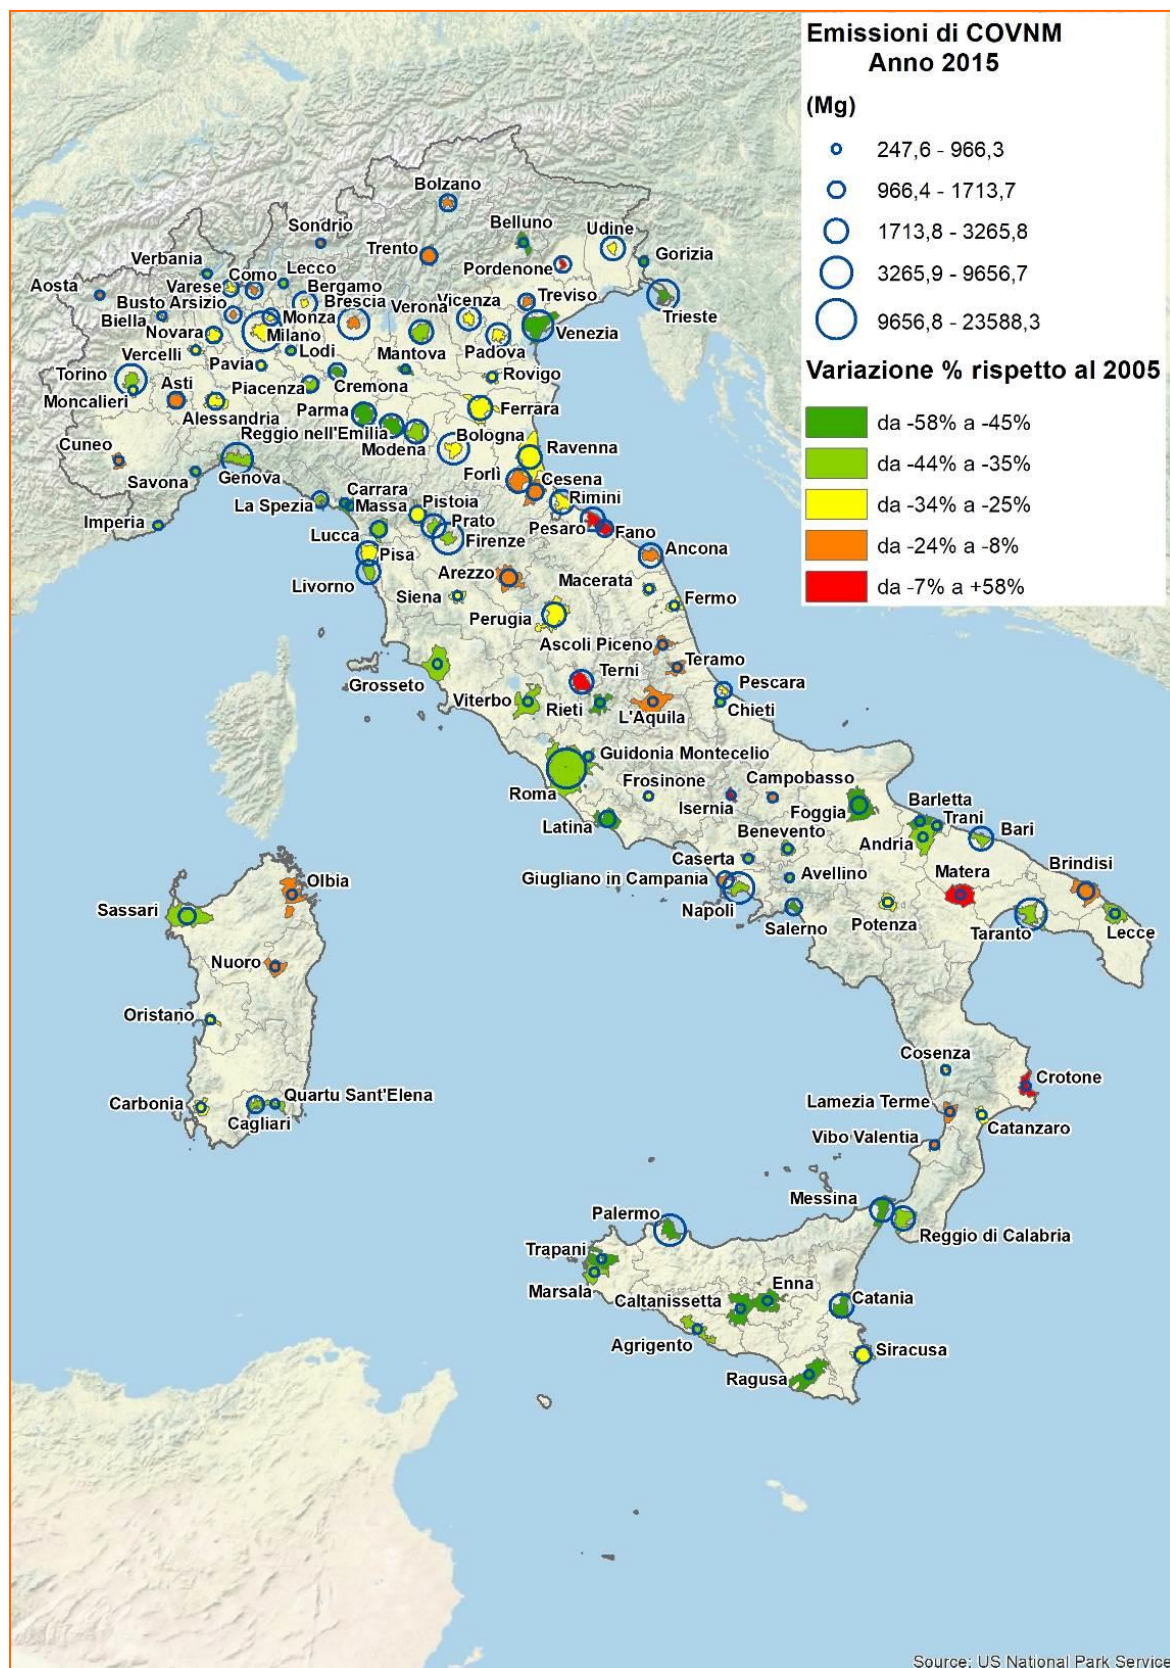 Emissioni di COVNM
Anno 2015
(Mg)
247,6 - 966,3
966,4 - 1713,7
1713,8 - 3265,8
3265,9 - 9656,7
9656,8 - 23588,3
Variazione % rispetto al 2005
da -58% a -45%
da -44% a -35%
da -34% a -25%
da -24% a -8%
da -7% a +58%
Bolzano
Sondrio
Belluno
Udine
Trento
Verbania
Lecco
Pordenone
Gorizia
Como
Varese
Bergamo
Aosta
Busto Arsizio
Brescia
Verona
Vicenza
Treviso
Trieste
Biella
Monza
Novara
Milano
Venezia
Vercelli
Lodi
Mantova
Padova
Pavia
Torino
Asti
Piacenza
Cremona
Rovigo
Moncalieri
Alessandria
Parma
Ferrara
Reggio nell'Emilia
Bologna
Cuneo
Modena
Ravenna
Savona
Genova
Forlì
Cesena
La Spezia
Carrara
Massa
Pistoia
Rimini
Imperia
Prato
Pesaro
Fano
Lucca
Firenze
Pisa
Ancona
Livorno
Arezzo
Macerata
Siena
Fermo
Perugia
Ascoli Piceno
Teramo
Grosseto
Terni
Pescara
Viterbo
Rieti
L'Aquila
Chieti
Guidonia Montecelio
Roma
Frosinone
Campobasso
Isernia
Foggia
Barletta
Trani
Latina
Benevento
Andria
Bari
Caserta
Brindisi
Giugliano in Campania
Avellino
Matera
Olbia
Napoli
Sassari
Salerno
Potenza
Taranto
Lecce
Nuoro
Oristano
Cosenza
Crotone
Quartu Sant'Elena
Carbonia
Lamezia Terme
Cagliari
Catanzaro
Vibo Valentia
Messina
Palermo
Reggio di Calabria
Trapani
Marsala
Enna
Caltanissetta
Catania
Agrigento
Siracusa
Ragusa
Source: US National Park Service